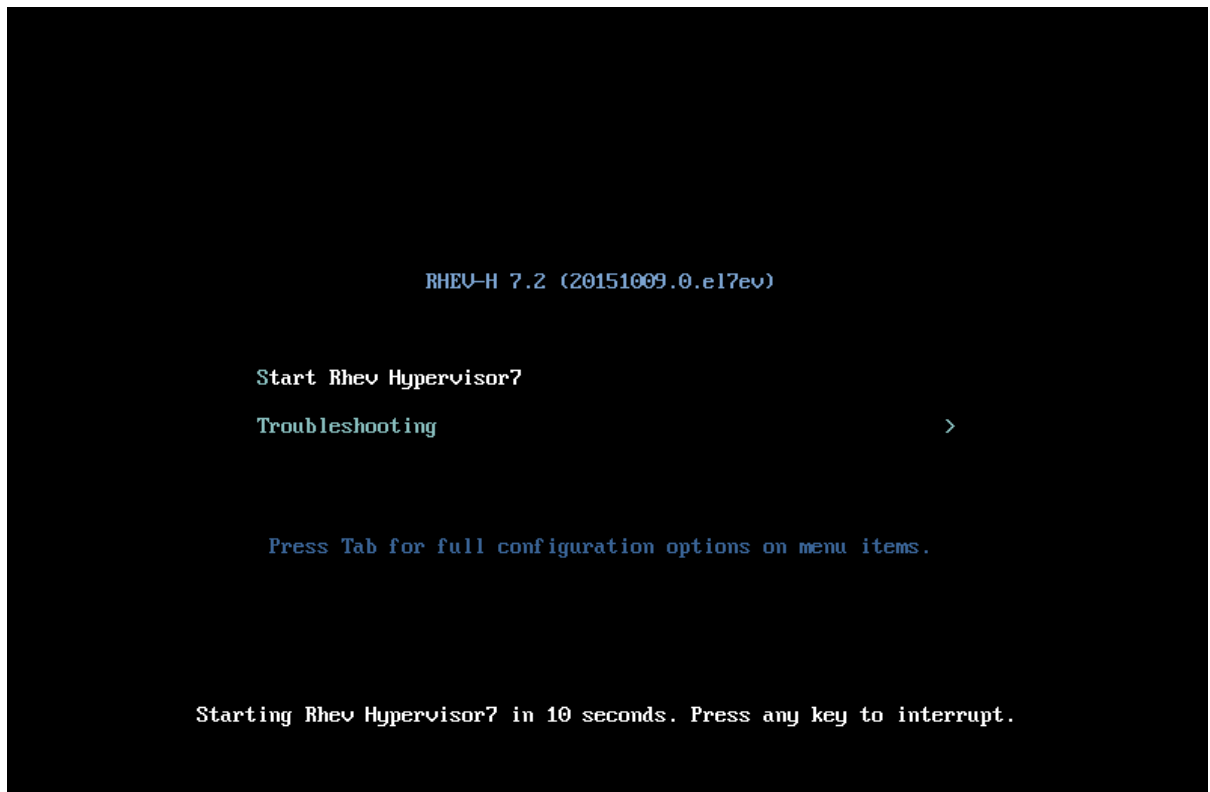 RHEV-H 7.2 (20151009.0.el7ev)
Start Rhev Hypervisor7
Troubleshooting >
Press Tab for full configuration options on menu items.
Starting Rhev Hypervisor7 in 10 seconds. Press any key to interrupt.